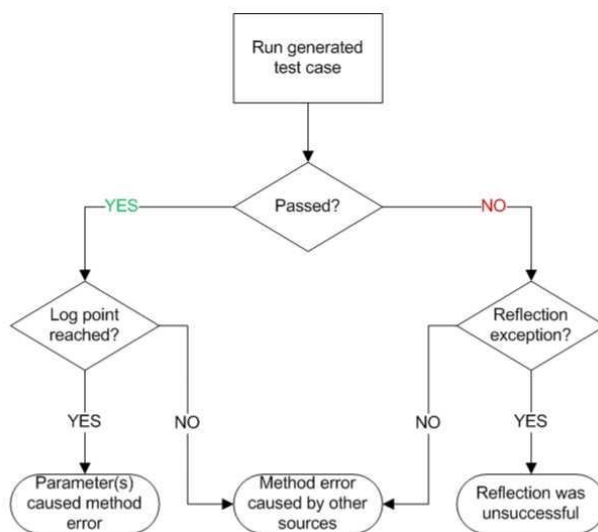 Run generated
test case
Passed?
YES
NO
Log point
reached?
Reflection
exception?
YES
NO
NO
YES
Parameter(s)
caused method
error
Method error
caused by other
sources
Reflection was
unsuccessful